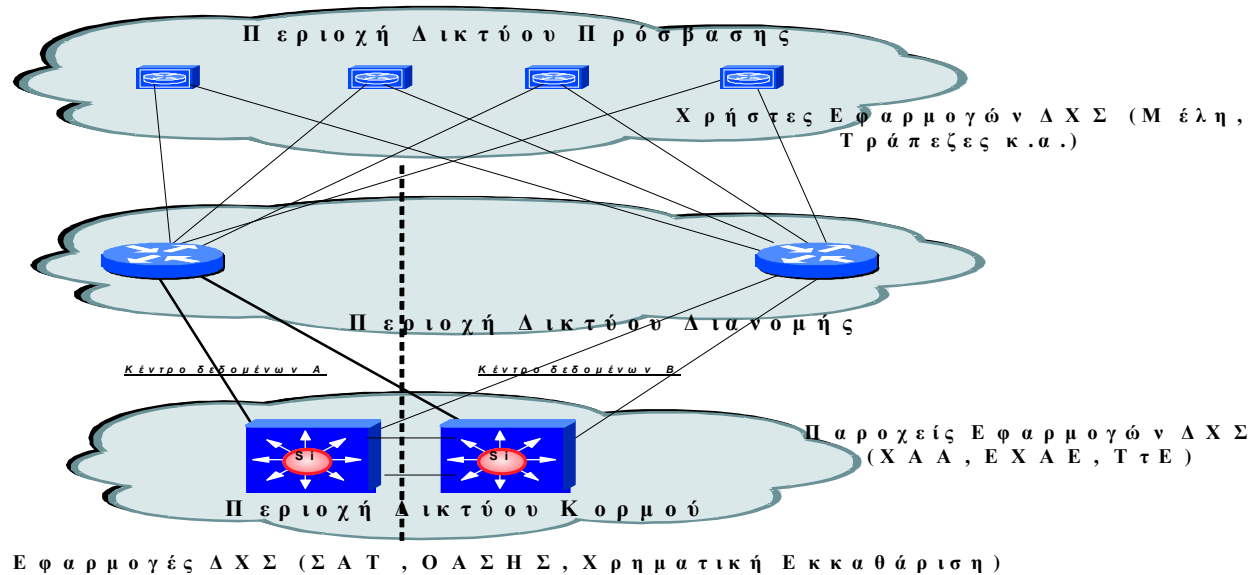 Περιοχή Δικτύου Πρόσβασης
Χρήστες Εφαρμογών ΔΧΣ (Μέλη,
Τράπεζες κ.α.)
Περιοχή Δικτύου Διανομής
Κέντρο δεδομένων Α
Κέντρο δεδομένων Β
Παροχείς Εφαρμογών ΔΧΣ
(ΧΑΑ, ΕΧΑΕ, ΤτΕ)
Si
Si
Περιοχή Δικτύου Κορμού
Εφαρμογές ΔΧΣ (ΣΑΤ, ΟΑΣΗΣ, Χρηματική Εκκαθάριση)